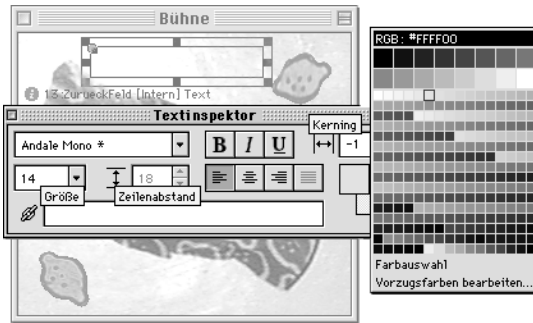 Bühne
RGB: #FFFF00
13: ZurueckFeld [Intern] Text
Textinspektor
Kerning
Andale Mono *
B I U
-1
14
18
Größe
Zeilenabstand
Farbauswahl
Vorzugsfarben bearbeiten...